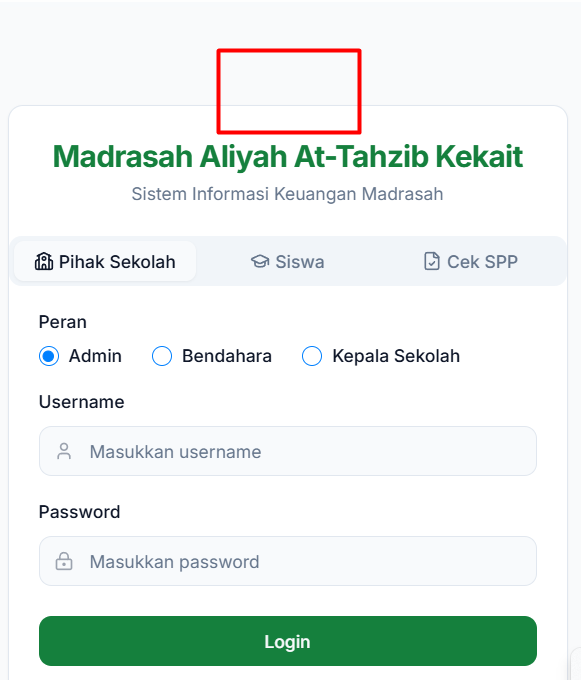 Madrasah Aliyah At-Tahzib Kekait
Sistem Informasi Keuangan Madrasah
Pihak Sekolah Siswa Cek SPP
Peran
Admin Bendahara Kepala Sekolah
Username
Masukkan username
Password
Masukkan password
Login